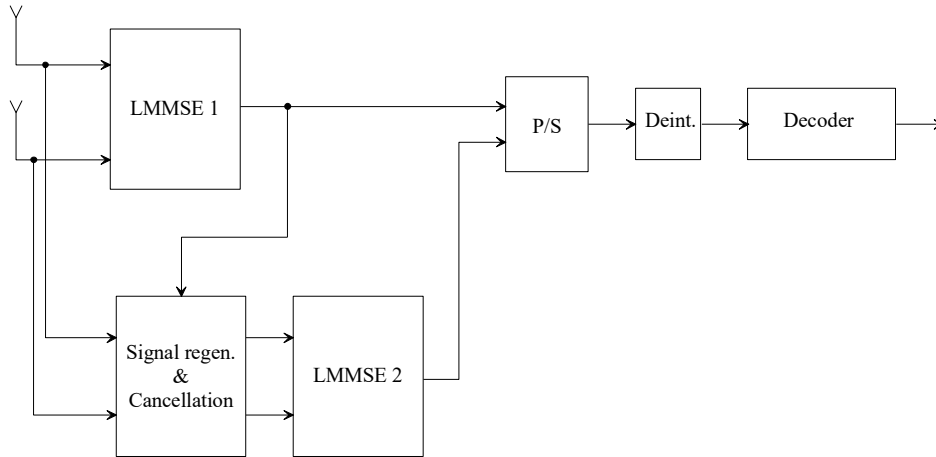 LMMSE 1
P/S
Deint.
Decoder
Signal regen.
&
Cancellation
LMMSE 2